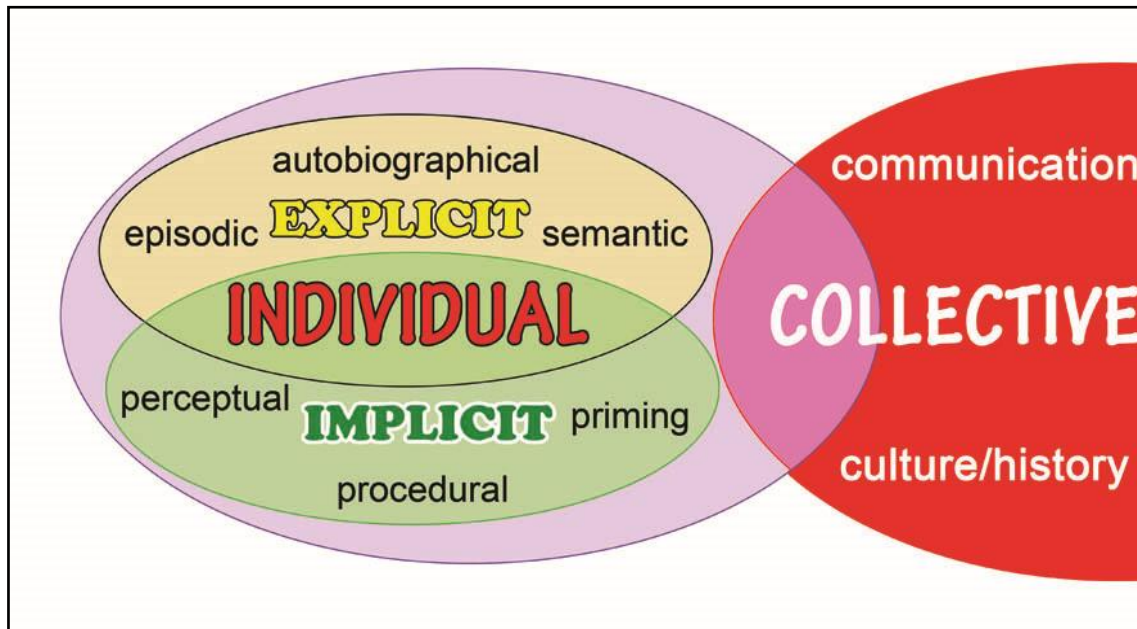 autobiographical
EXPLICIT
episodic
semantic
INDIVIDUAL
perceptual
IMPLICIT
priming
procedural
communication
COLLECTIVE
culture/history